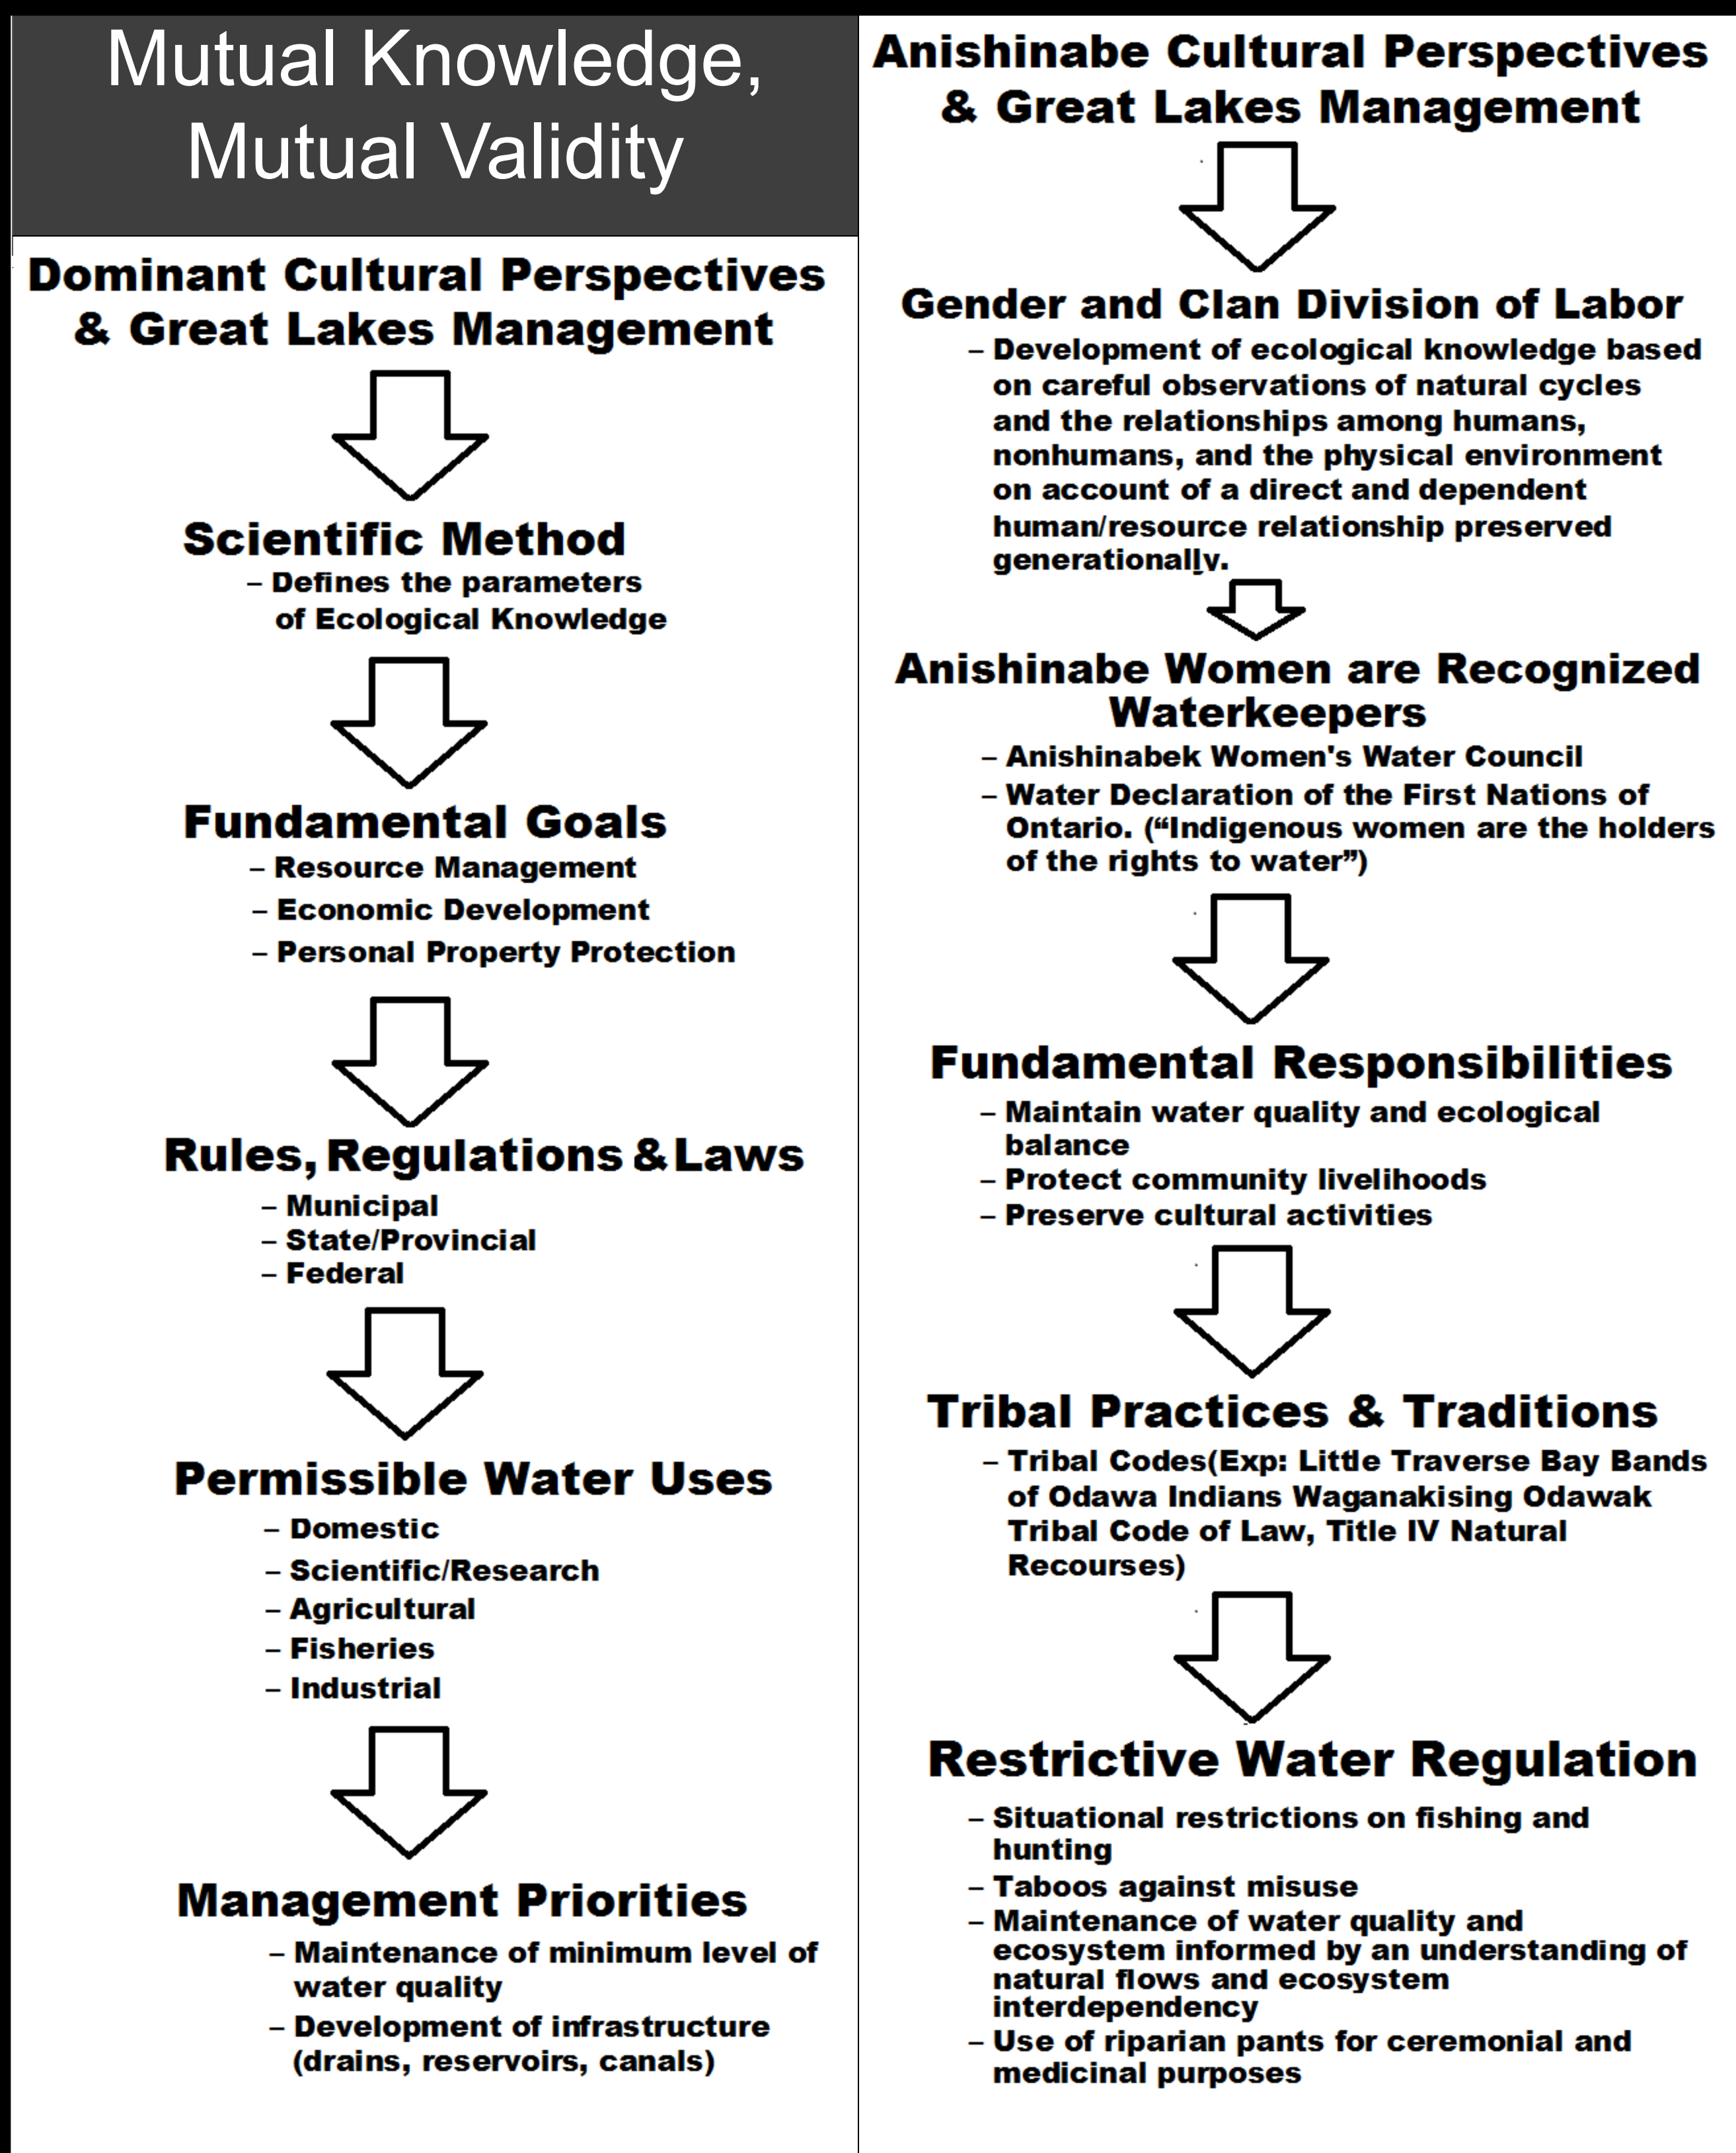 Mutual Knowledge,
Mutual Validity
Dominant Cultural Perspectives
& Great Lakes Management
Scientific Method
– Defines the parameters
of Ecological Knowledge
Fundamental Goals
– Resource Management
– Economic Development
– Personal Property Protection
Rules, Regulations & Laws
– Municipal
– State/Provincial
– Federal
Permissible Water Uses
– Domestic
– Scientific/Research
– Agricultural
– Fisheries
– Industrial
Management Priorities
– Maintenance of minimum level of
water quality
– Development of infrastructure
(drains, reservoirs, canals)
Anishinabe Cultural Perspectives
& Great Lakes Management
Gender and Clan Division of Labor
– Development of ecological knowledge based
on careful observations of natural cycles
and the relationships among humans,
nonhumans, and the physical environment
on account of a direct and dependent
human/resource relationship preserved
generationally.
Anishinabe Women are Recognized
Waterkeepers
– Anishinabek Women's Water Council
– Water Declaration of the First Nations of
Ontario. (“Indigenous women are the holders
of the rights to water”)
Fundamental Responsibilities
– Maintain water quality and ecological
balance
– Protect community livelihoods
– Preserve cultural activities
Tribal Practices & Traditions
– Tribal Codes(Exp: Little Traverse Bay Bands
of Odawa Indians Waganakising Odawak
Tribal Code of Law, Title IV Natural
Recourses)
Restrictive Water Regulation
– Situational restrictions on fishing and
hunting
– Taboos against misuse
– Maintenance of water quality and
ecosystem informed by an understanding of
natural flows and ecosystem
interdependency
– Use of riparian pants for ceremonial and
medicinal purposes